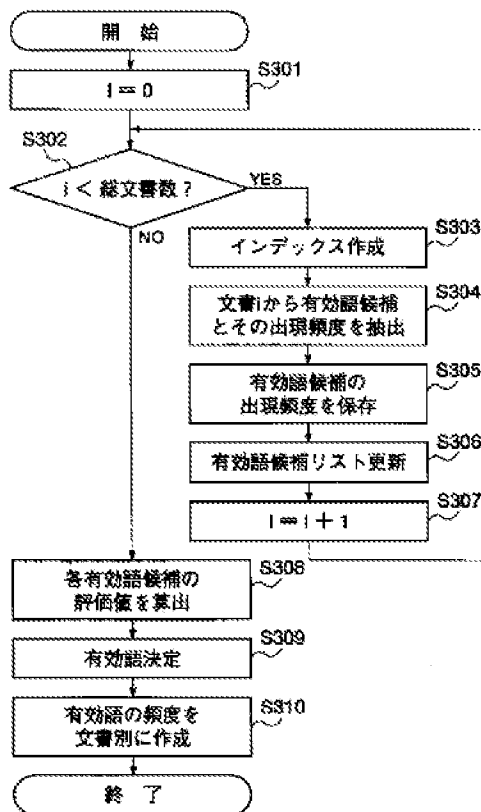 開 始
S301
i = 0
S302
i < 総文書数?
YES
NO
S303
インデックス作成
S304
文書iから有効語候補
とその出現頻度を抽出
S305
有効語候補の
出現頻度を保存
S306
有効語候補リスト更新
S307
i = i + 1
S308
各有効語候補の
評価値を算出
S309
有効語決定
S310
有効語の頻度を
文書別に作成
終 了